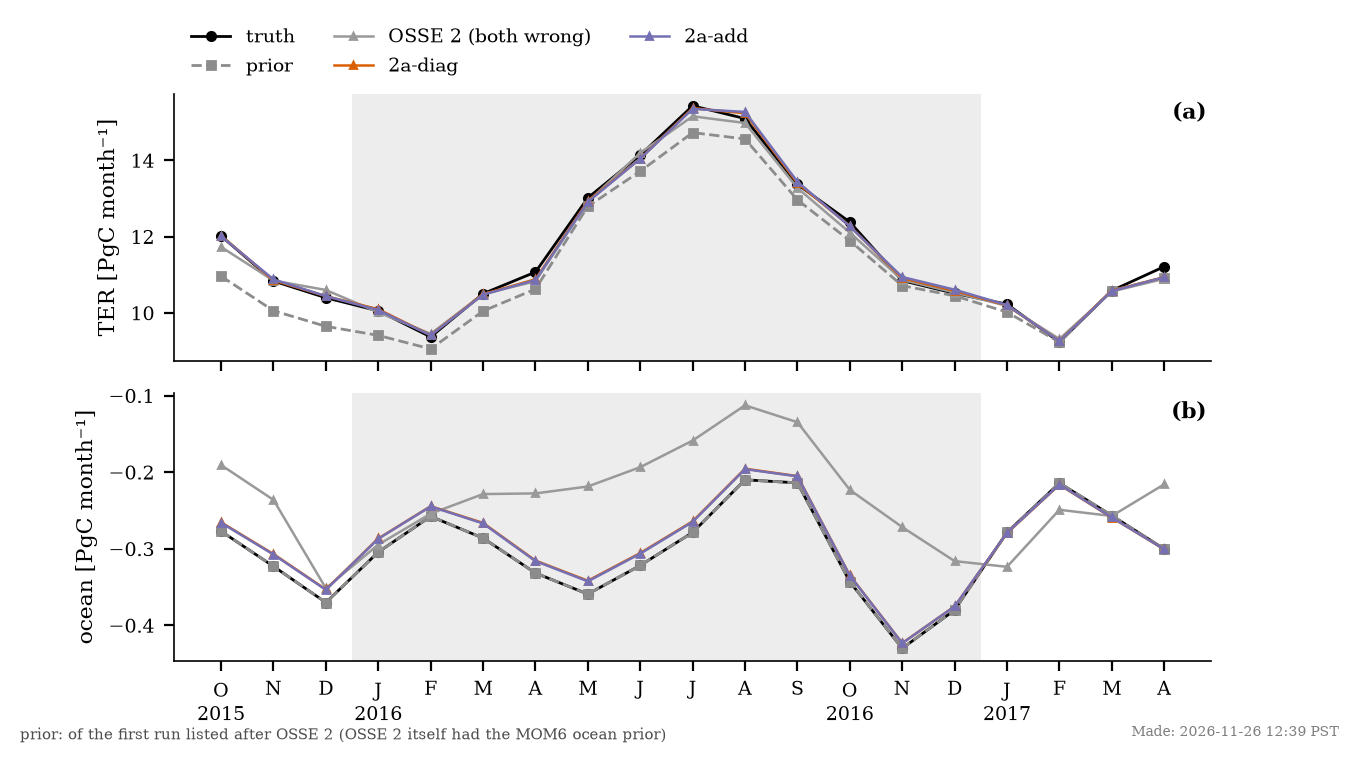 truth OSSE 2 (both wrong) 2a-add
prior 2a-diag
(a)
TER [PgC month⁻¹]
14
12
10
(b)
ocean [PgC month⁻¹]
−0.1
−0.2
−0.3
−0.4
O N D J F M A M J J A S O N D J F M A
2015 2016 2016 2017
prior: of the first run listed after OSSE 2 (OSSE 2 itself had the MOM6 ocean prior)
Made: 2026-11-26 12:39 PST